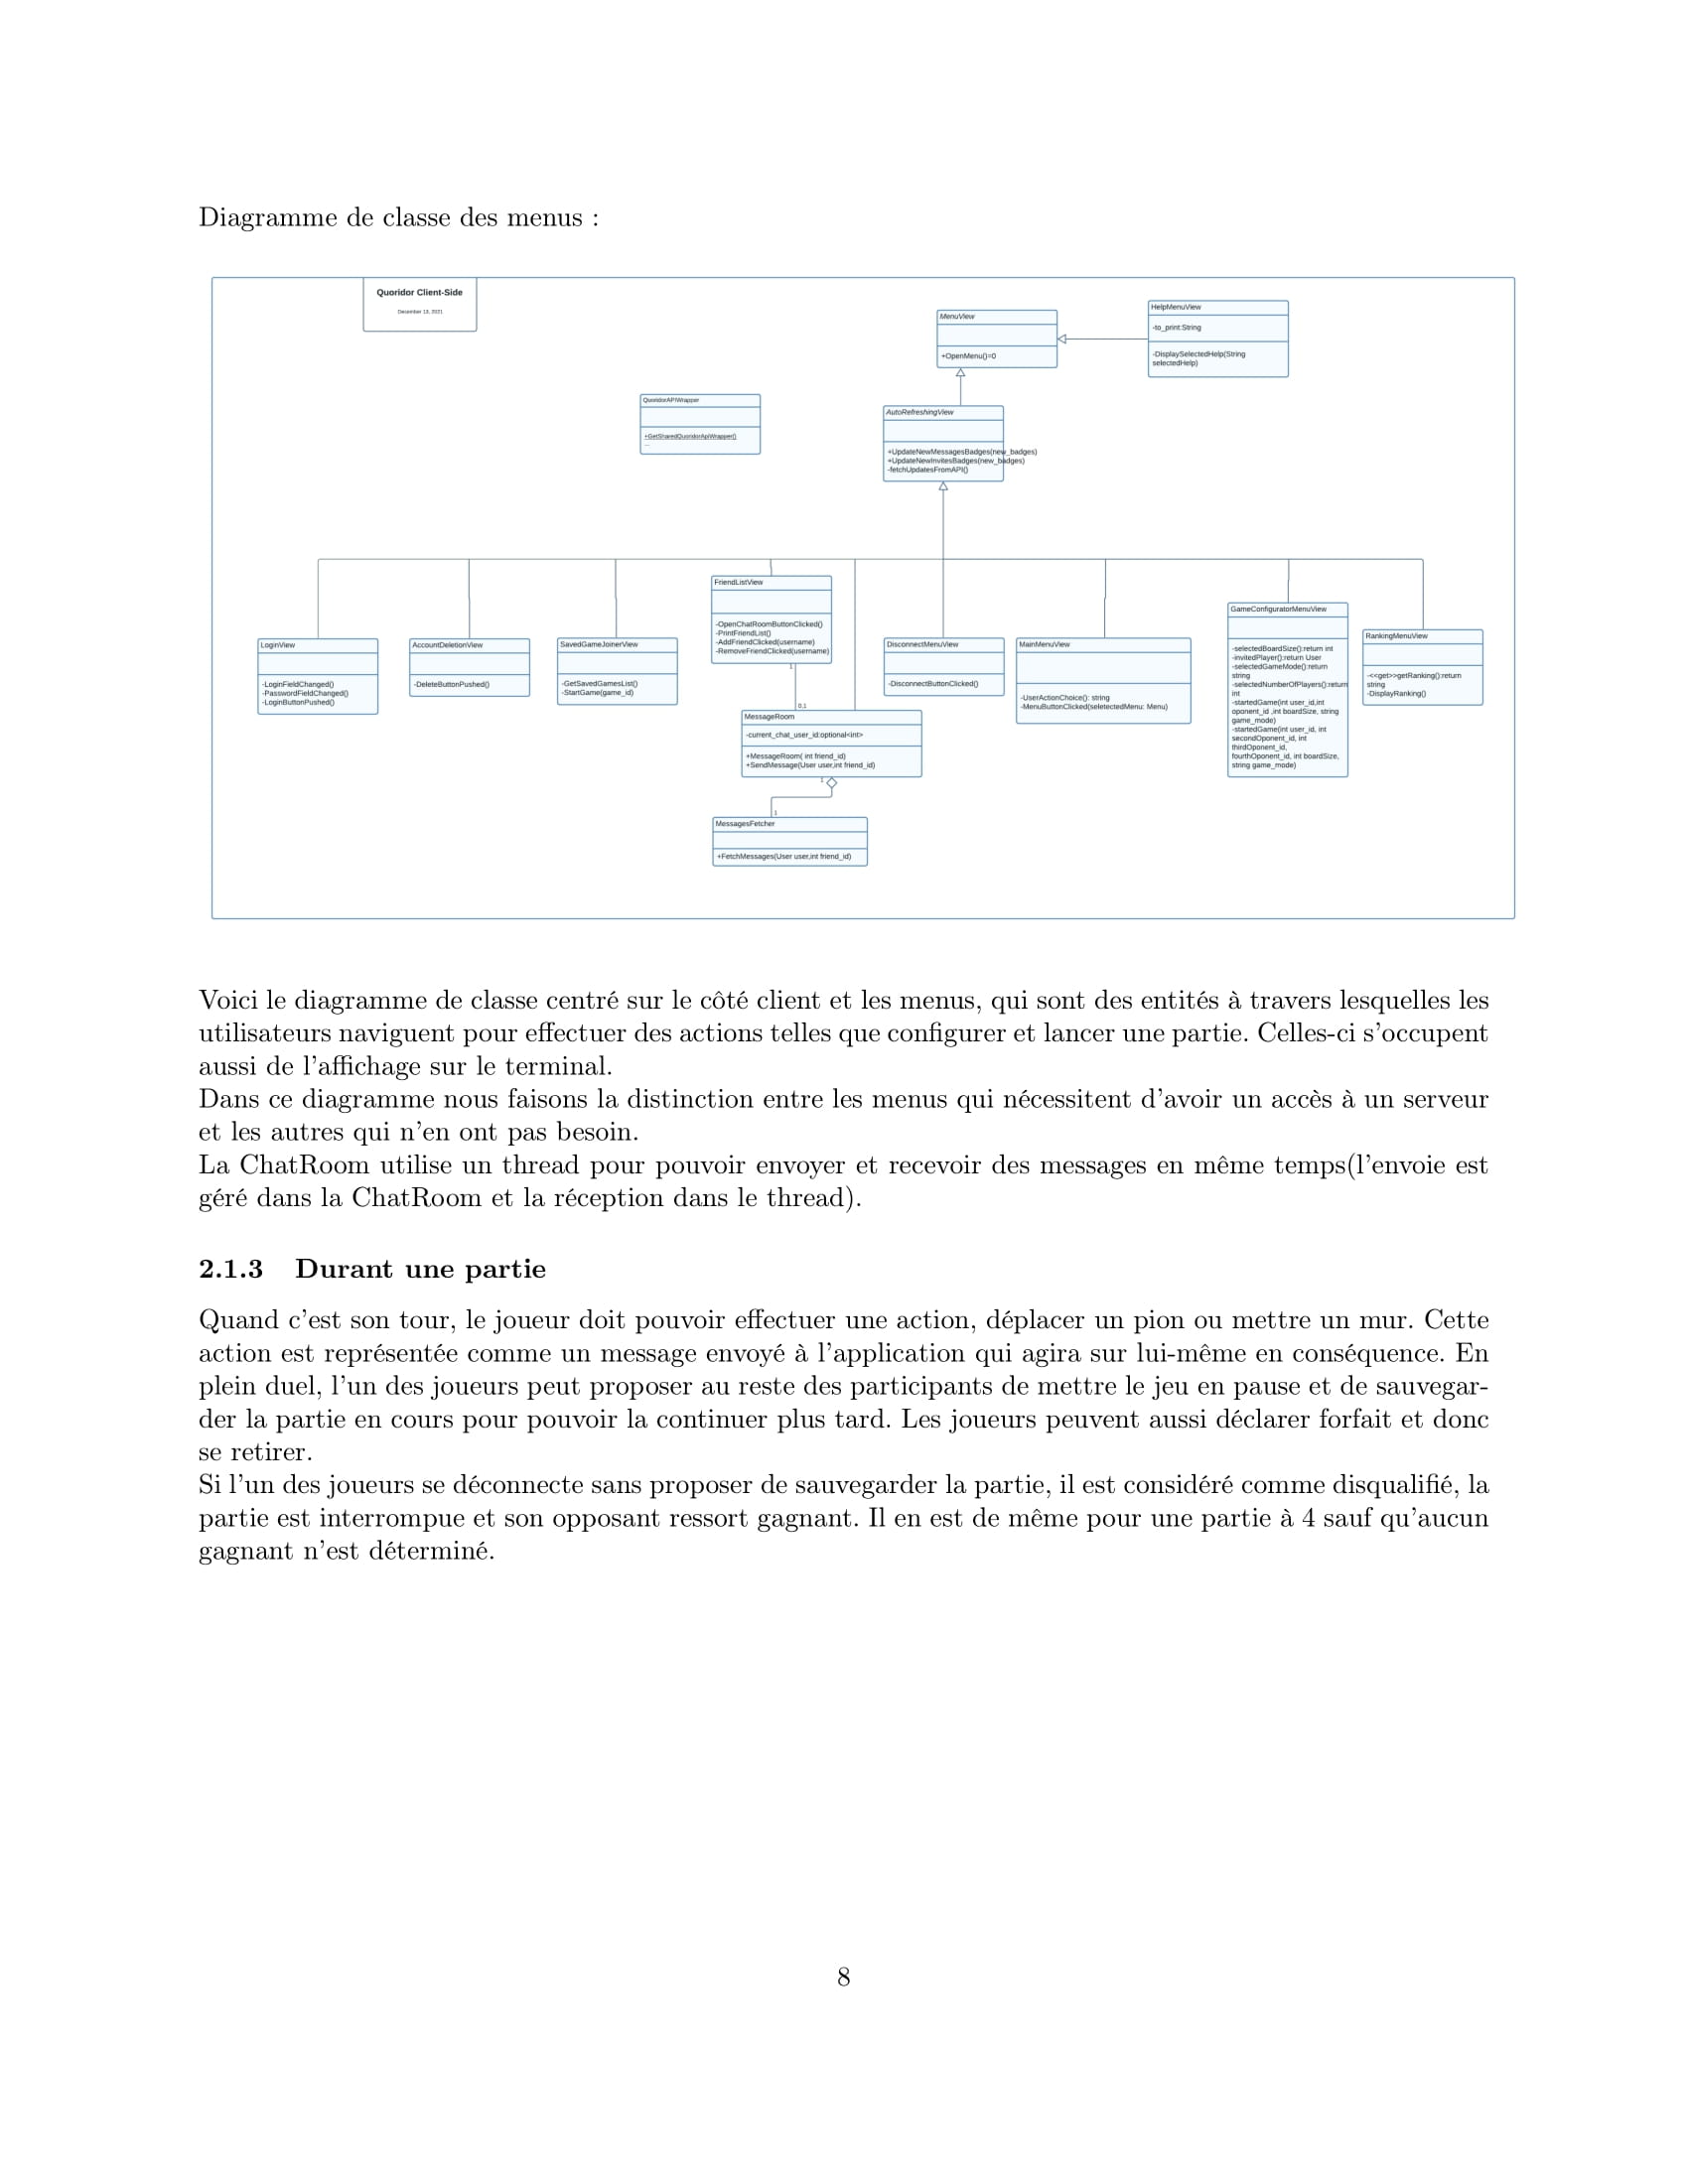 Diagramme de classe des menus :
Quoridor Client-Side
December 13, 2021
MenuView
+OpenMenu()=0
HelpMenuView
-to_print:String
-DisplaySelectedHelp(String
selectedHelp)
QuoridorAPIWrapper
+GetSharedQuoridorApiWrapper()
...
AutoRefreshingView
+UpdateNewMessagesBadges(new_badges)
+UpdateNewInvitesBadges(new_badges)
-fetchUpdatesFromAPI()
LoginView
-LoginFieldChanged()
-PasswordFieldChanged()
-LoginButtonPushed()
AccountDeletionView
-DeleteButtonPushed()
SavedGameJoinerView
-GetSavedGamesList()
-StartGame(game_id)
FriendListView
-OpenChatRoomButtonClicked()
-PrintFriendList()
-AddFriendClicked(username)
-RemoveFriendClicked(username)
1
0,1
MessageRoom
-current_chat_user_id:optional<int>
+MessageRoom( int friend_id)
+SendMessage(User user,int friend_id)
1
1
MessagesFetcher
+FetchMessages(User user,int friend_id)
DisconnectMenuView
-DisconnectButtonClicked()
MainMenuView
-UserActionChoice(): string
-MenuButtonClicked(seletectedMenu: Menu)
GameConfiguratorMenuView
-selectedBoardSize():return int
-invitedPlayer():return User
-selectedGameMode():return
string
-selectedNumberOfPlayers():return
int
-startedGame(int user_id,int
oponent_id ,int boardSize, string
game_mode)
-startedGame(int user_id, int
secondOponent_id, int
thirdOponent_id,
fourthOponent_id, int boardSize,
string game_mode)
RankingMenuView
-<<get>>getRanking():return
string
-DisplayRanking()
Voici le diagramme de classe centré sur le côté client et les menus, qui sont des entités à travers lesquelles les
utilisateurs naviguent pour effectuer des actions telles que configurer et lancer une partie. Celles-ci s'occupent
aussi de l'affichage sur le terminal.
Dans ce diagramme nous faisons la distinction entre les menus qui nécessitent d'avoir un accès à un serveur
et les autres qui n'en ont pas besoin.
La ChatRoom utilise un thread pour pouvoir envoyer et recevoir des messages en même temps(l'envoie est
géré dans la ChatRoom et la réception dans le thread).
2.1.3 Durant une partie
Quand c'est son tour, le joueur doit pouvoir effectuer une action, déplacer un pion ou mettre un mur. Cette
action est représentée comme un message envoyé à l'application qui agira sur lui-même en conséquence. En
plein duel, l'un des joueurs peut proposer au reste des participants de mettre le jeu en pause et de sauvegar-
der la partie en cours pour pouvoir la continuer plus tard. Les joueurs peuvent aussi déclarer forfait et donc
se retirer.
Si l'un des joueurs se déconnecte sans proposer de sauvegarder la partie, il est considéré comme disqualifié, la
partie est interrompue et son opposant ressort gagnant. Il en est de même pour une partie à 4 sauf qu'aucun
gagnant n'est déterminé.
8